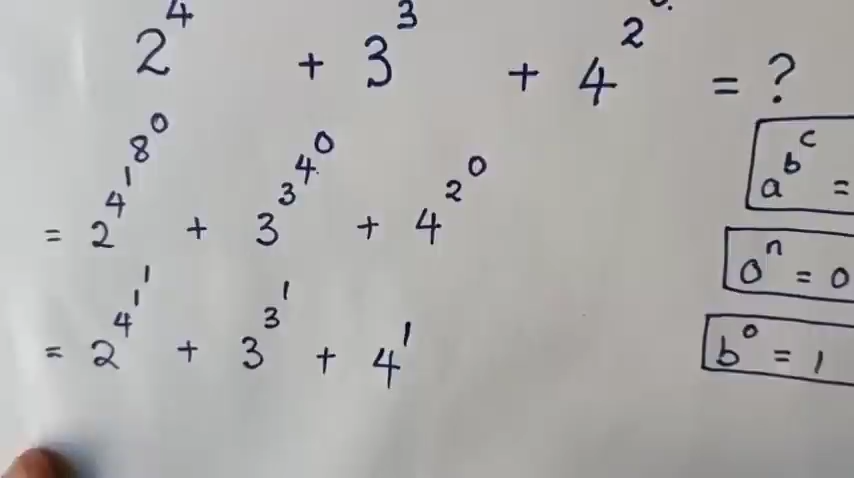 2^4 + 3^3 + 4^2 = ?
= 2^4^1^8^0 + 3^3^4^0 + 4^2^0
= 2^4^1^1 + 3^3^1 + 4^1
a^b^c =
0^n = 0
b^0 = 1